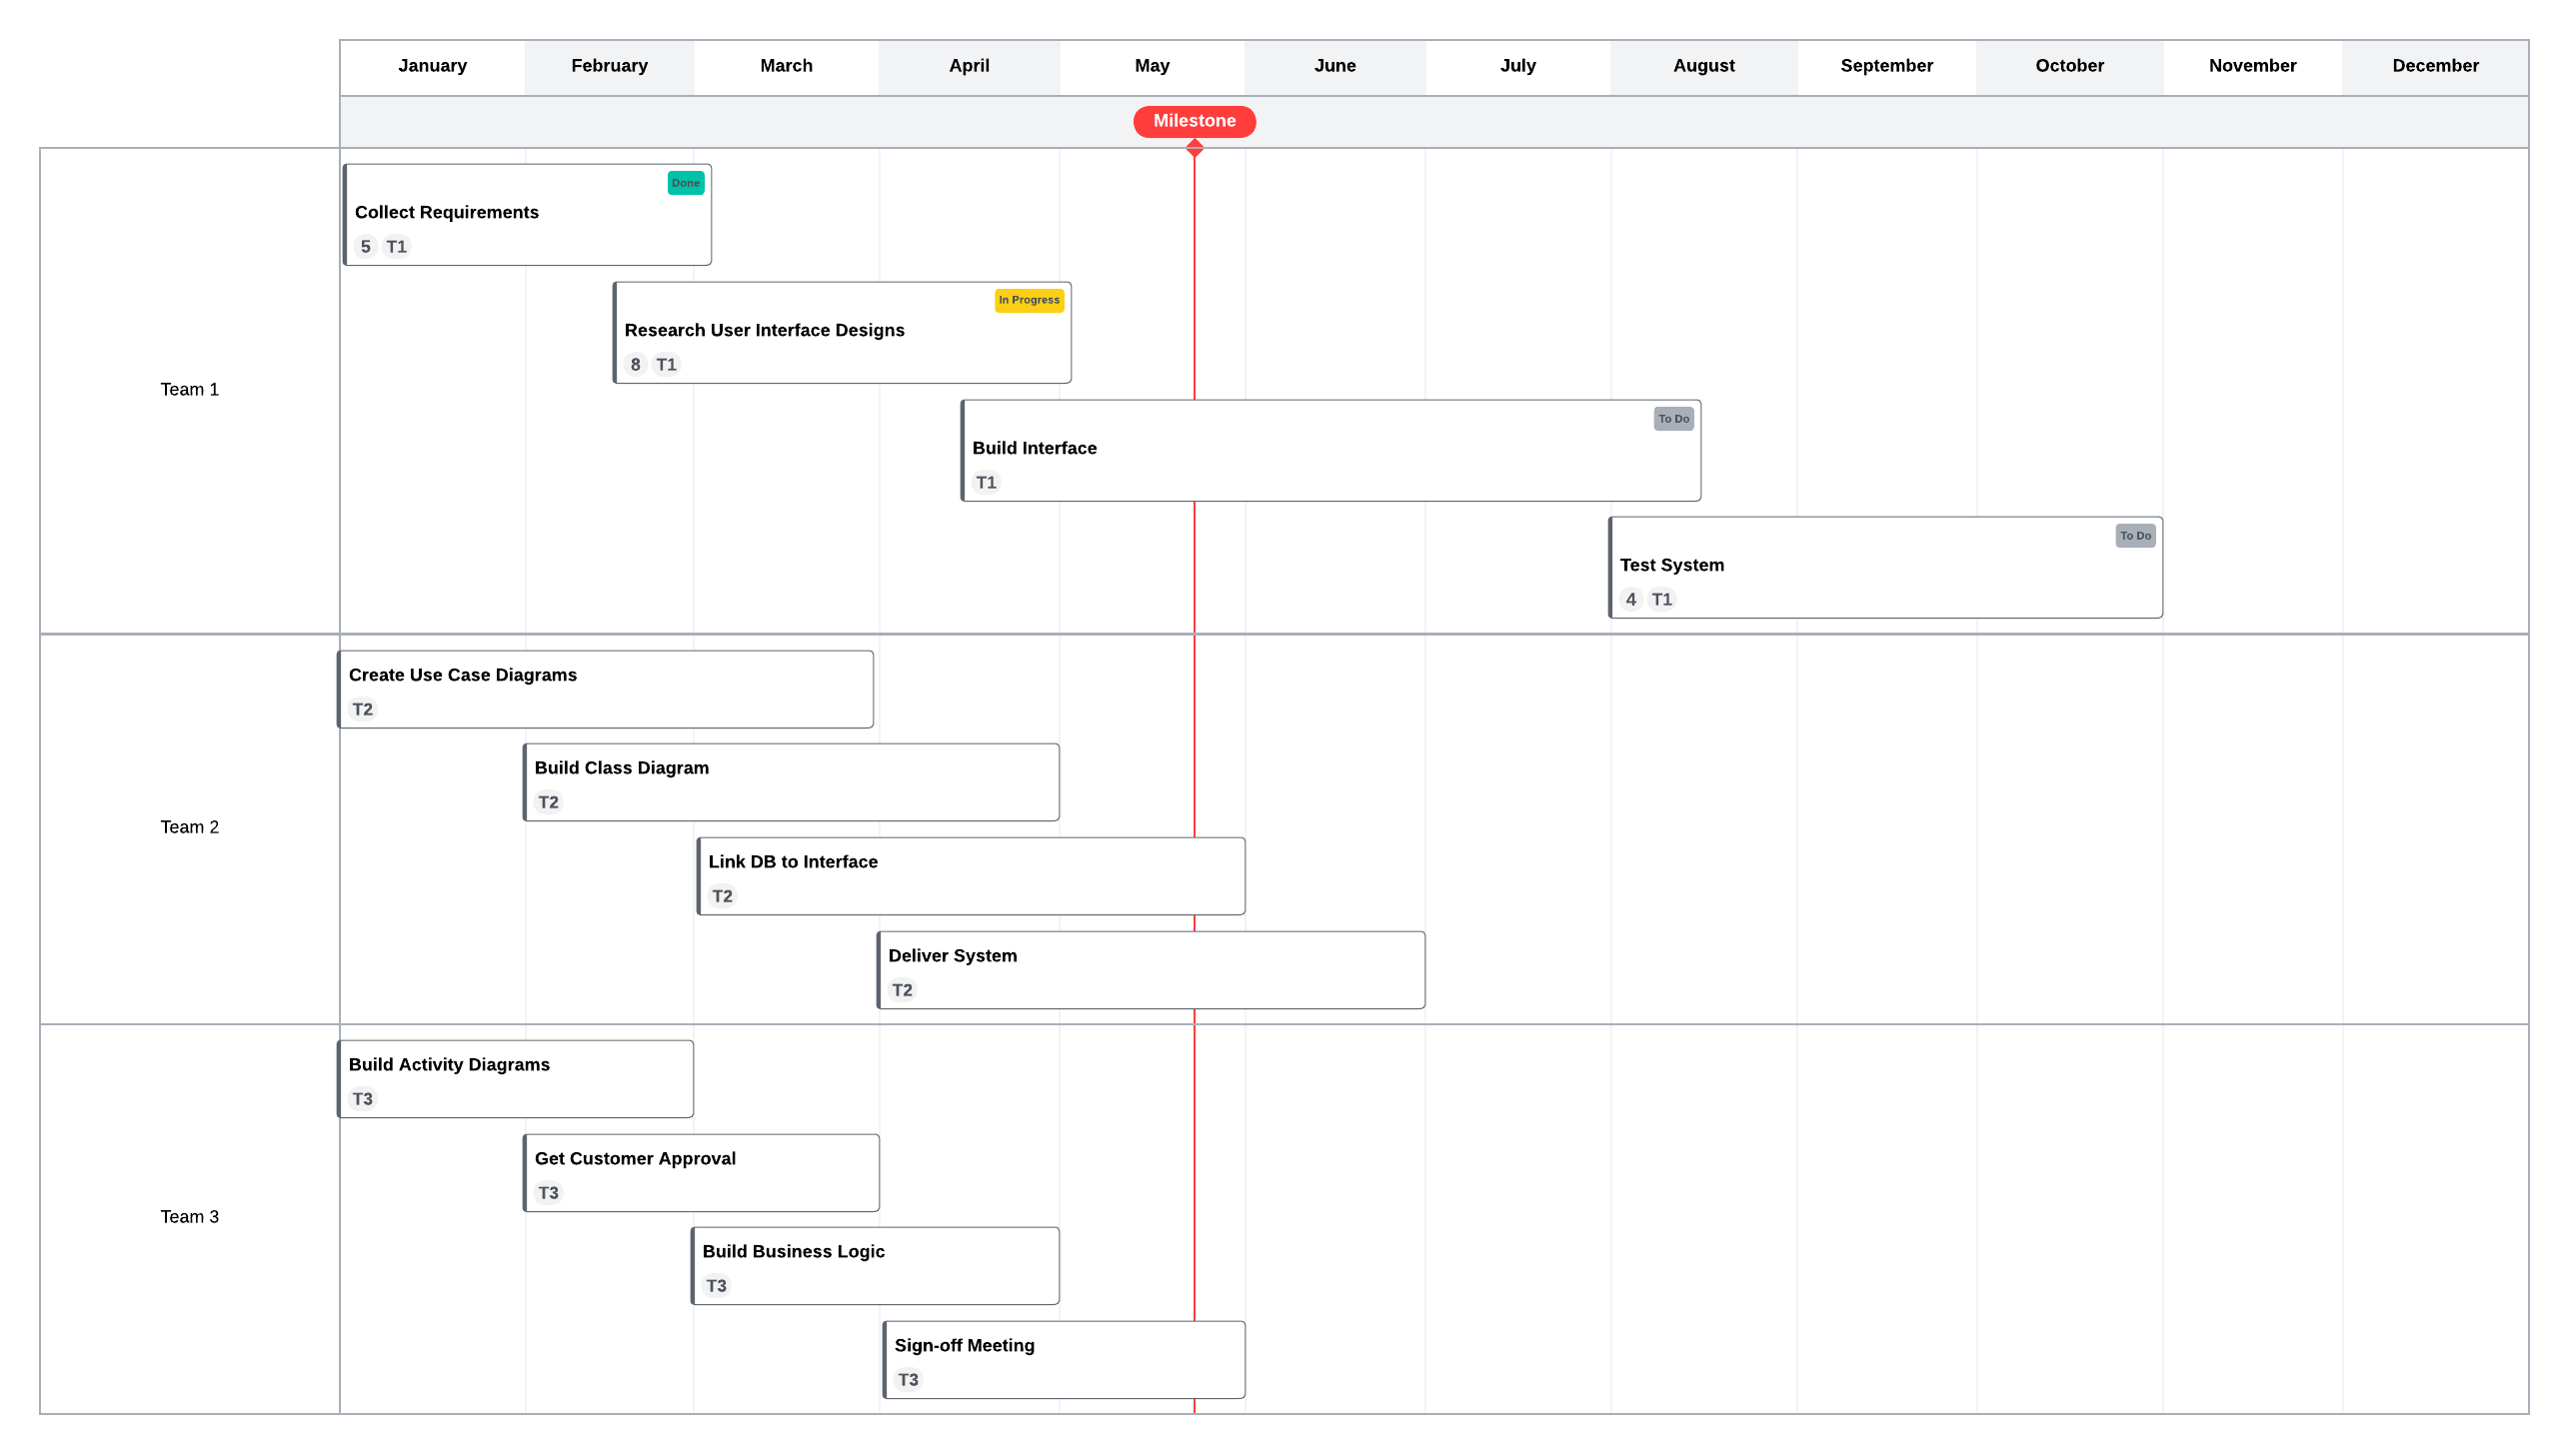 January February March April May June July August September October November December
Milestone
Team 1
Done
Collect Requirements
5 T1
In Progress
Research User Interface Designs
8 T1
To Do
Build Interface
T1
To Do
Test System
4 T1
Team 2
Create Use Case Diagrams
T2
Build Class Diagram
T2
Link DB to Interface
T2
Deliver System
T2
Team 3
Build Activity Diagrams
T3
Get Customer Approval
T3
Build Business Logic
T3
Sign-off Meeting
T3